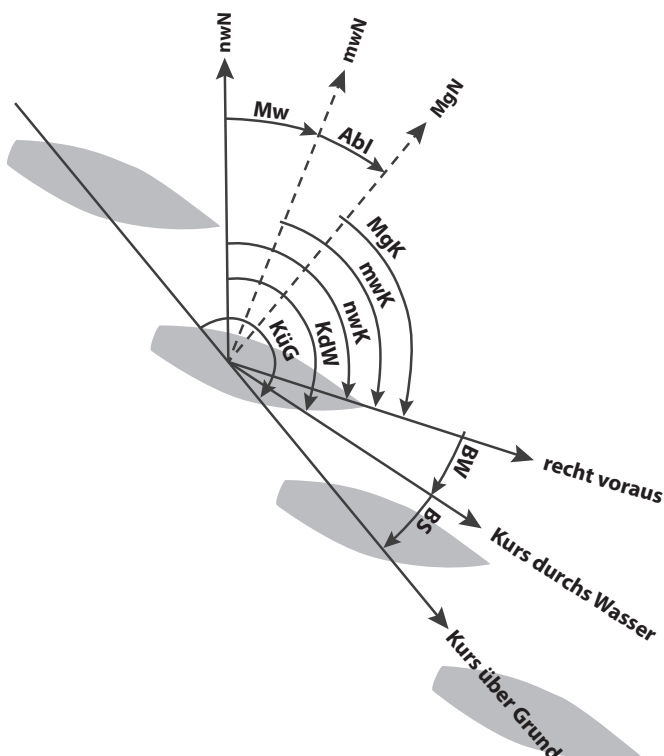 nwN
mwN
MgN
Mw
Abl
MgK
mwK
nwK
KdW
KüG
BW
BS
recht voraus
Kurs durchs Wasser
Kurs über Grund